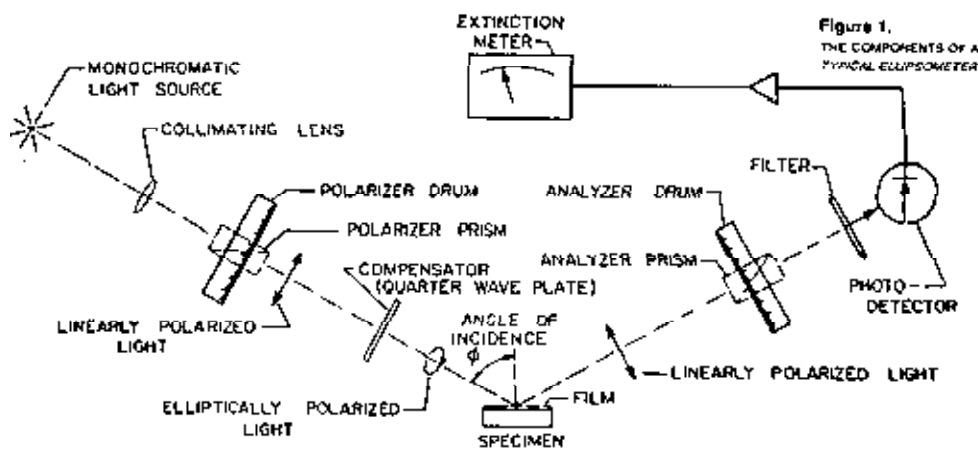 EXTINCTION
METER
Figure 1.
THE COMPONENTS OF A
TYPICAL ELLIPSOMETER
MONOCHROMATIC
LIGHT SOURCE
COLLIMATING LENS
FILTER
POLARIZER DRUM
ANALYZER DRUM
POLARIZER PRISM
ANALYZER PRISM
COMPENSATOR
(QUARTER WAVE PLATE)
PHOTO
DETECTOR
LINEARLY POLARIZED
LIGHT
ANGLE OF
INCIDENCE
ϕ
LINEARLY POLARIZED LIGHT
ELLIPTICALLY POLARIZED
LIGHT
FILM
SPECIMEN